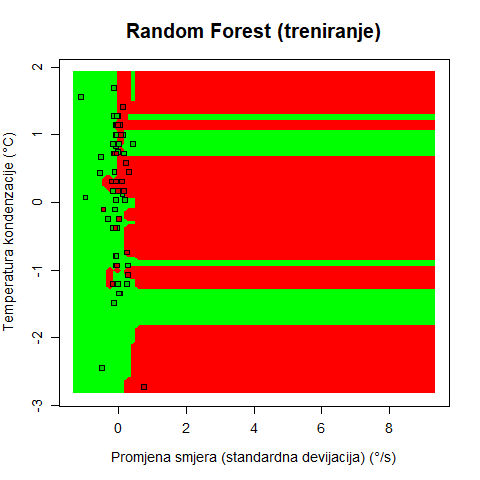 Random Forest (treniranje)
Temperatura kondenzacije (°C)
2
1
0
-1
-2
-3
0 2 4 6 8
Promjena smjera (standardna devijacija) (°/s)